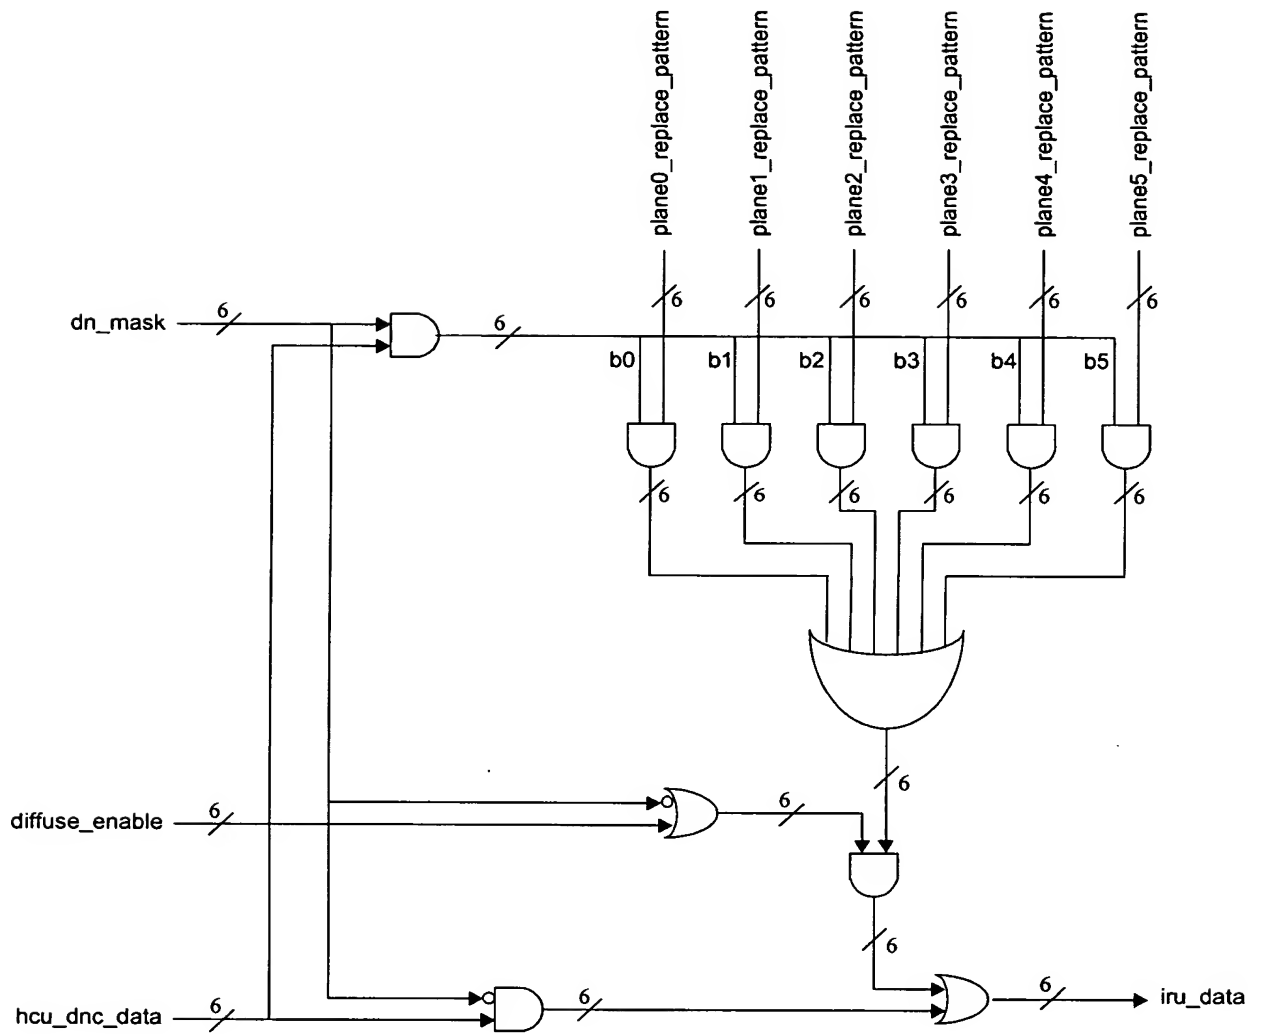 plane0_replace_pattern
plane1_replace_pattern
plane2_replace_pattern
plane3_replace_pattern
plane4_replace_pattern
plane5_replace_pattern
6
6
6
6
6
6
dn_mask
6
6
b0
b1
b2
b3
b4
b5
6
6
6
6
6
6
6
diffuse_enable
6
6
6
hcu_dnc_data
6
6
6
iru_data